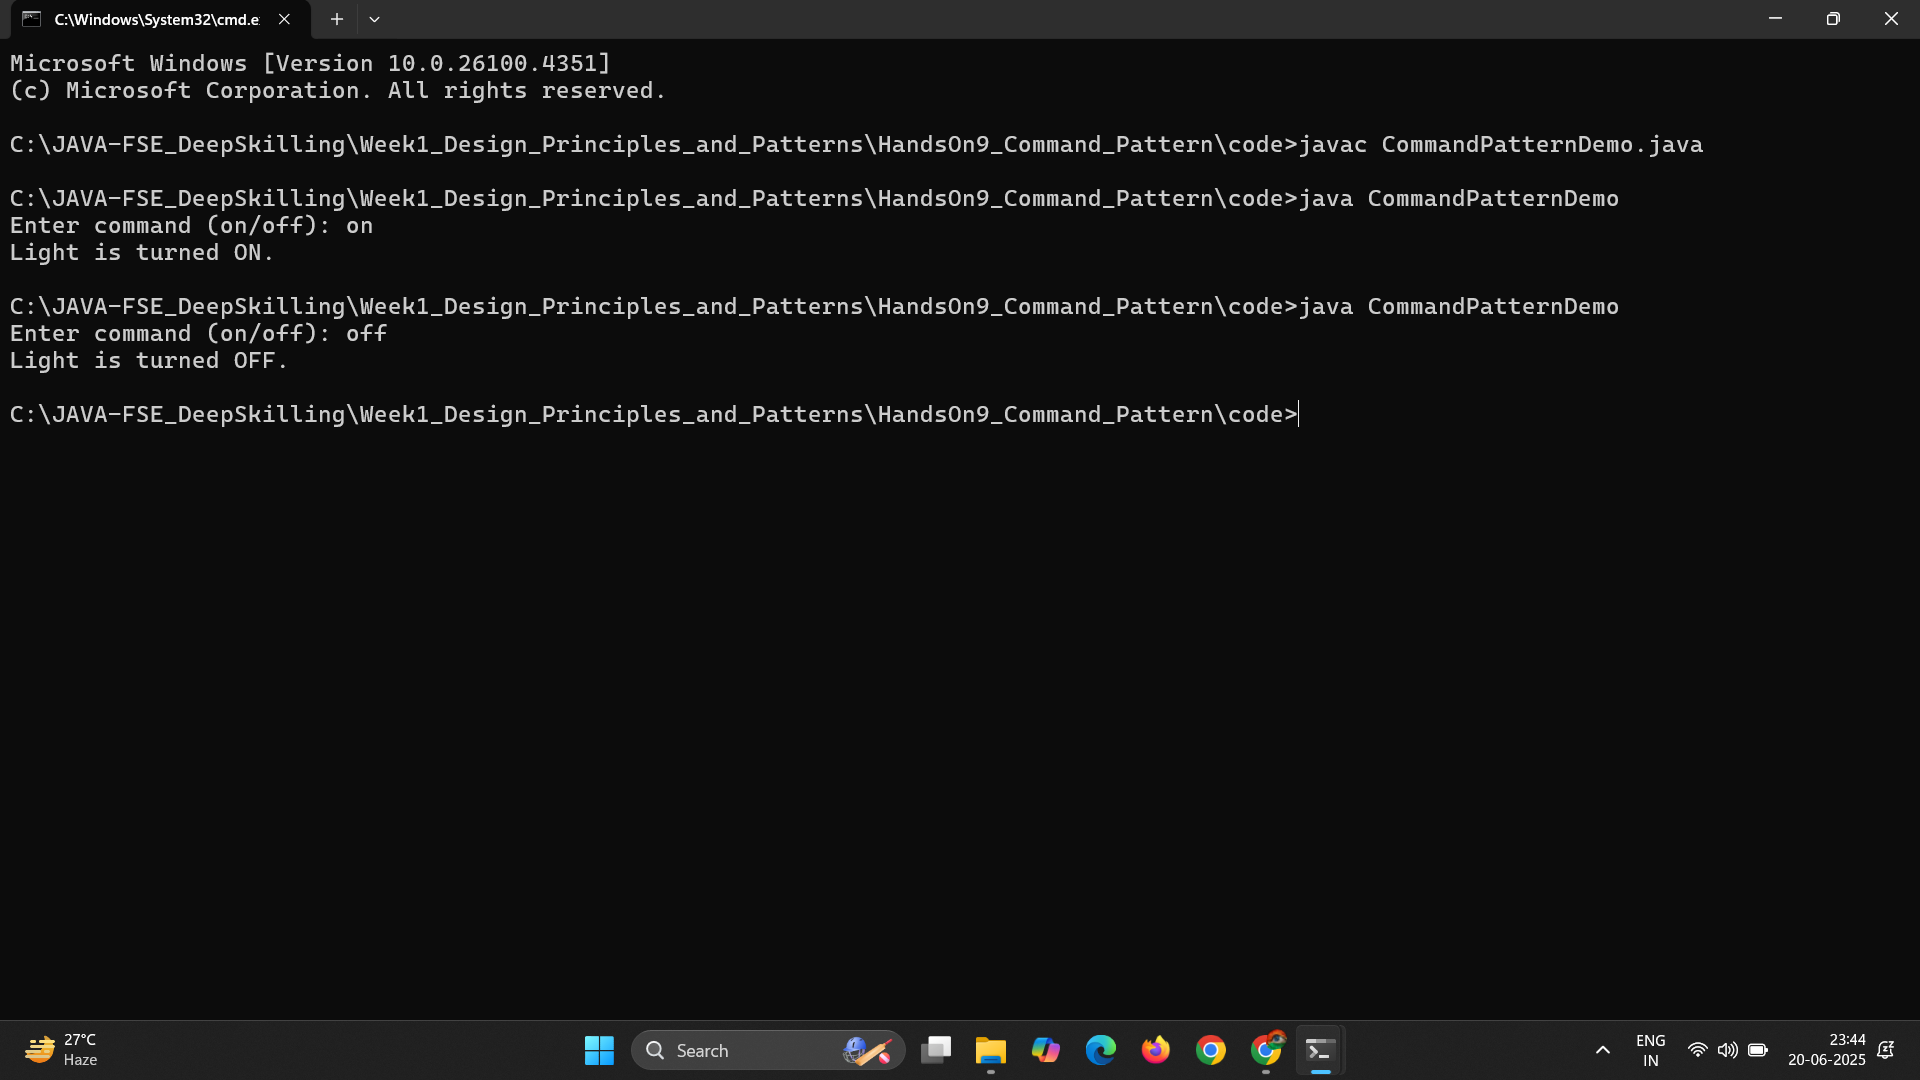 C:\Windows\System32\cmd.e
Microsoft Windows [Version 10.0.26100.4351]
(c) Microsoft Corporation. All rights reserved.
C:\JAVA-FSE_DeepSkilling\Week1_Design_Principles_and_Patterns\HandsOn9_Command_Pattern\code>javac CommandPatternDemo.java
C:\JAVA-FSE_DeepSkilling\Week1_Design_Principles_and_Patterns\HandsOn9_Command_Pattern\code>java CommandPatternDemo
Enter command (on/off): on
Light is turned ON.
C:\JAVA-FSE_DeepSkilling\Week1_Design_Principles_and_Patterns\HandsOn9_Command_Pattern\code>java CommandPatternDemo
Enter command (on/off): off
Light is turned OFF.
C:\JAVA-FSE_DeepSkilling\Week1_Design_Principles_and_Patterns\HandsOn9_Command_Pattern\code>
27°C
Haze
Search
ENG
IN
23:44
20-06-2025